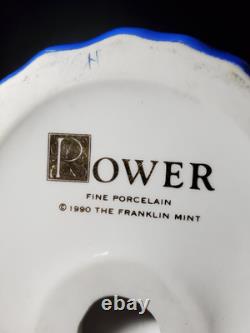 N
POWER
FINE PORCELAIN
© 1990 THE FRANKLIN MINT